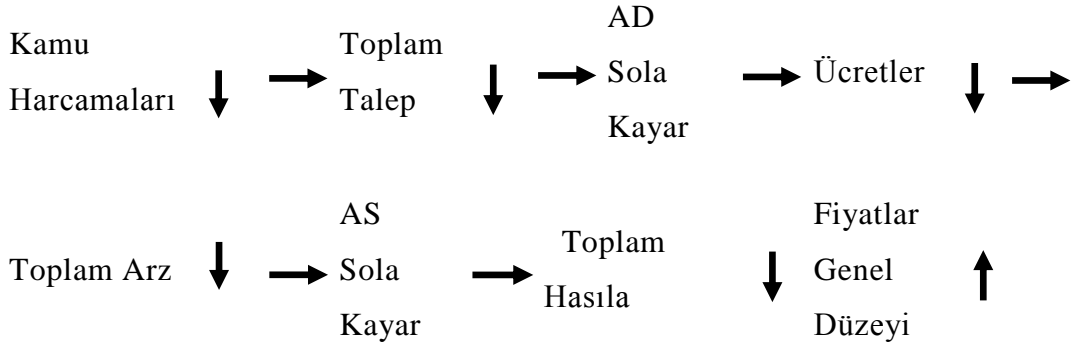 Kamu
Harcamaları
Toplam
Talep
AD
Sola
Kayar
Ücretler
Toplam Arz
AS
Sola
Kayar
Toplam
Hasıla
Fiyatlar
Genel
Düzeyi